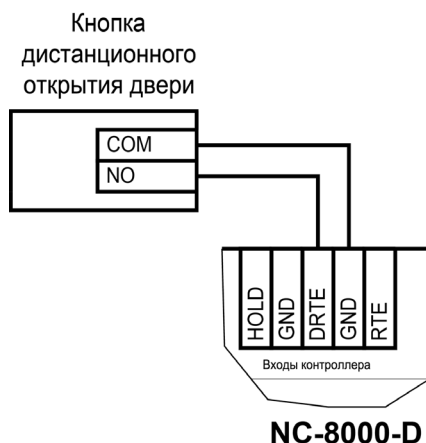 Кнопка
дистанционного
открытия двери
COM
NO
HOLD
GND
DRTE
GND
RTE
Входы контроллера
NC-8000-D